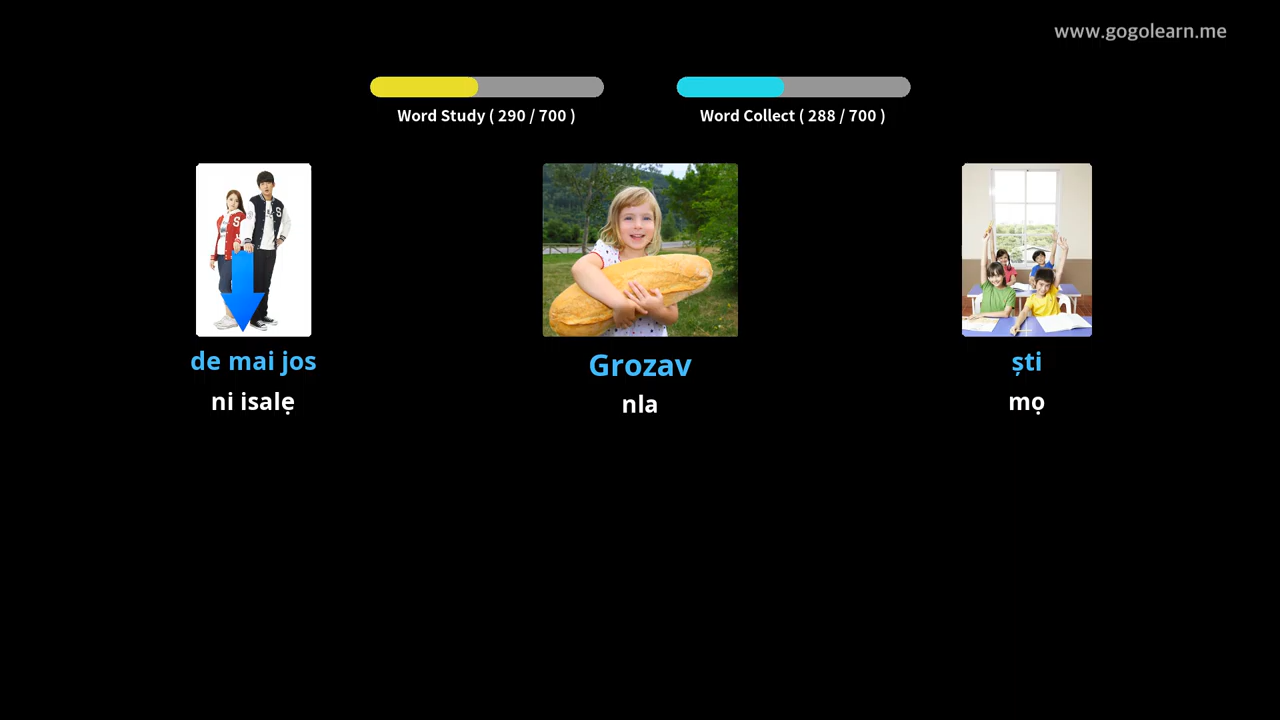 www.gogolearn.me
Word Study ( 290 / 700 )
Word Collect ( 288 / 700 )
de mai jos
Grozav
ști
ni isalẹ
nla
mọ